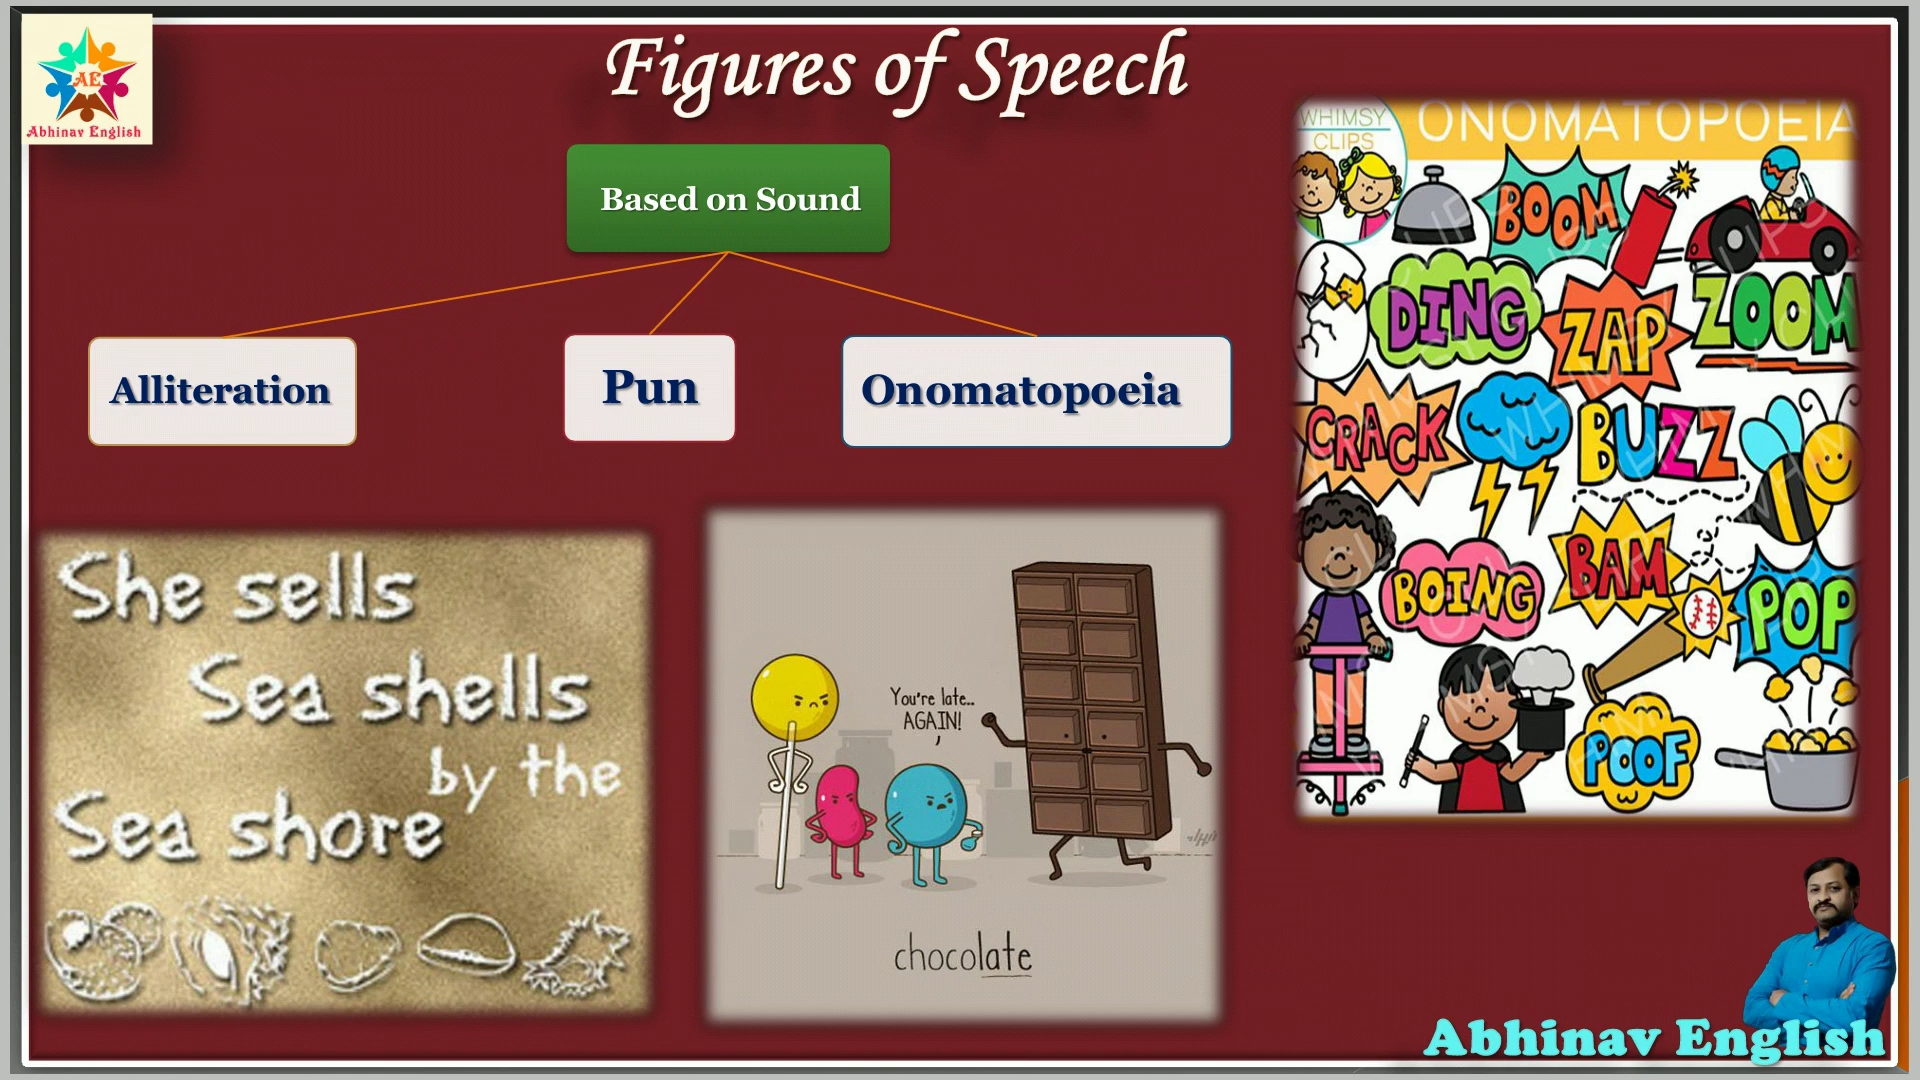 AE
Abhinav English
Figures of Speech
Based on Sound
Alliteration
Pun
Onomatopoeia
She sells
Sea shells
by the
Sea shore
You're late..
AGAIN!
chocolate
WHIMSY
CLIPS
ONOMATOPOEIA
BOOM
DING
ZAP
ZOOM
CRACK
BUZZ
BOING
BAM
POP
POOF
Abhinav English